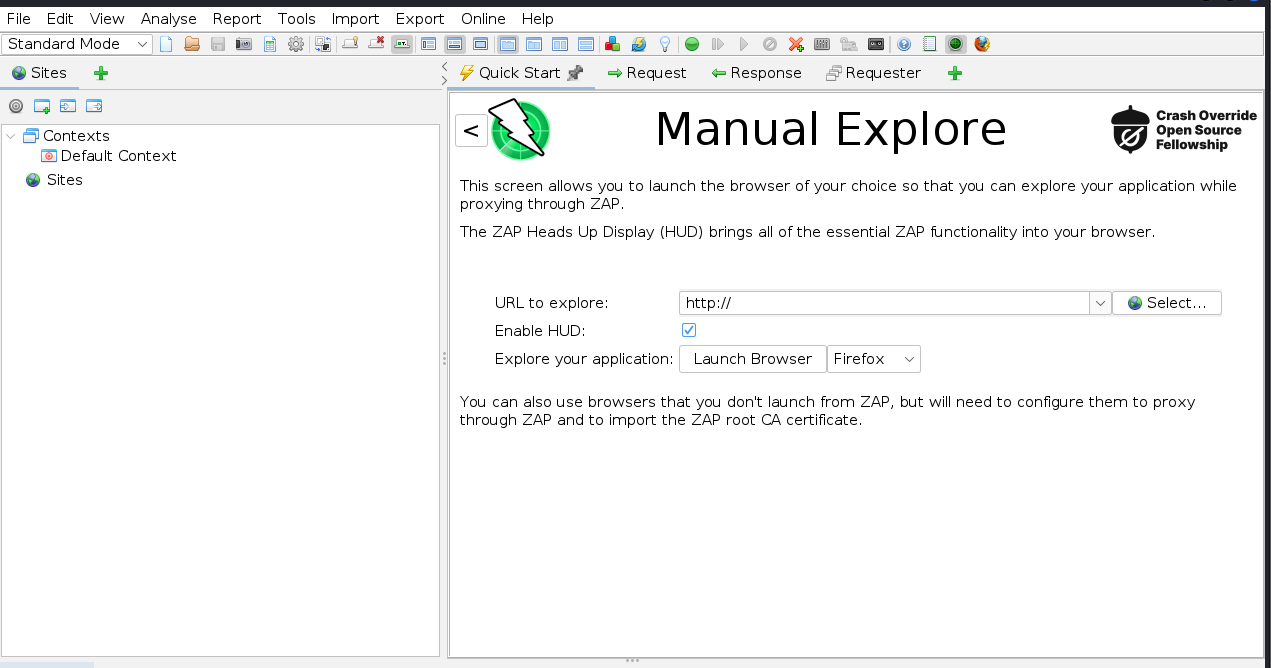 File Edit View Analyse Report Tools Import Export Online Help
Standard Mode
Sites
Quick Start Request Response Requester
Contexts
Default Context
Sites
<
Manual Explore
Crash Override
Open Source
Fellowship
This screen allows you to launch the browser of your choice so that you can explore your application while
proxying through ZAP.
The ZAP Heads Up Display (HUD) brings all of the essential ZAP functionality into your browser.
URL to explore: http:// Select...
Enable HUD:
Explore your application: Launch Browser Firefox
You can also use browsers that you don't launch from ZAP, but will need to configure them to proxy
through ZAP and to import the ZAP root CA certificate.